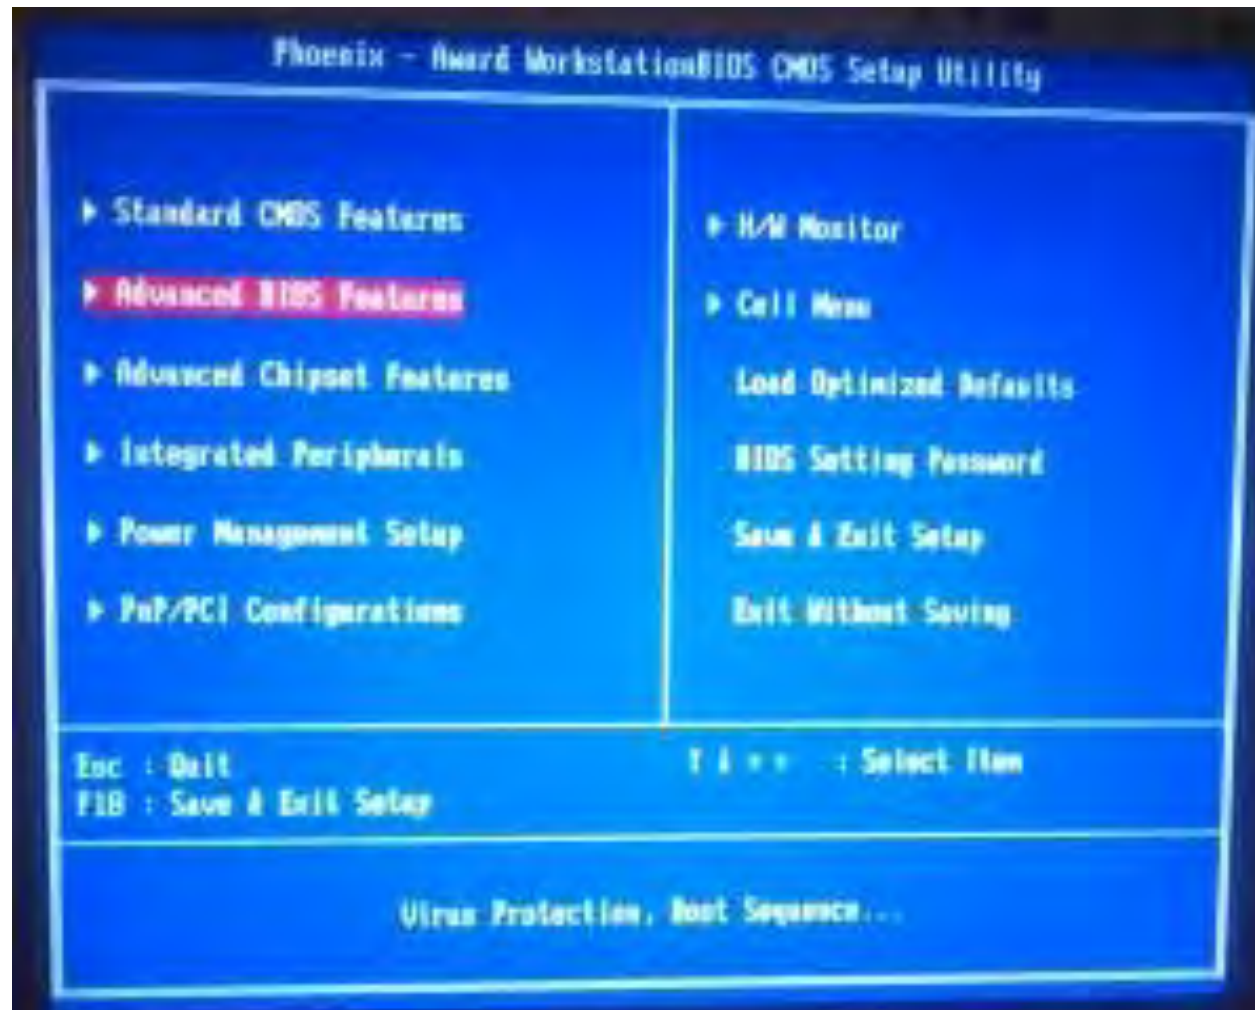 Phoenix - Award WorkstationBIOS CMOS Setup Utility
▶ Standard CMOS Features
▶ Advanced BIOS Features
▶ Advanced Chipset Features
▶ Integrated Peripherals
▶ Power Management Setup
▶ PnP/PCI Configurations
▶ H/W Monitor
▶ Cell Menu
Load Optimized Defaults
BIOS Setting Password
Save & Exit Setup
Exit Without Saving
Esc : Quit
F10 : Save & Exit Setup
↑ ↓ → ← : Select Item
Virus Protection, Boot Sequence...